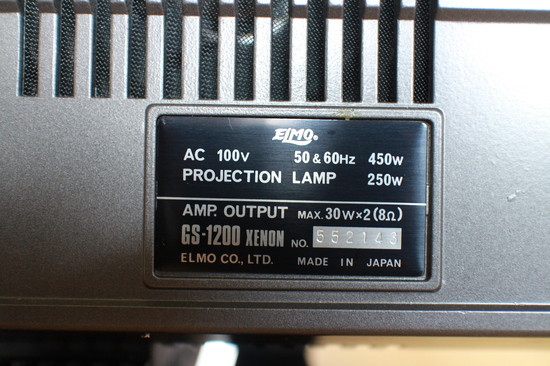 ELMO®
AC 100V 50 & 60Hz 450W
PROJECTION LAMP 250W
AMP. OUTPUT MAX. 30W×2(8Ω)
GS-1200 XENON NO. 552143
ELMO CO., LTD. MADE IN JAPAN